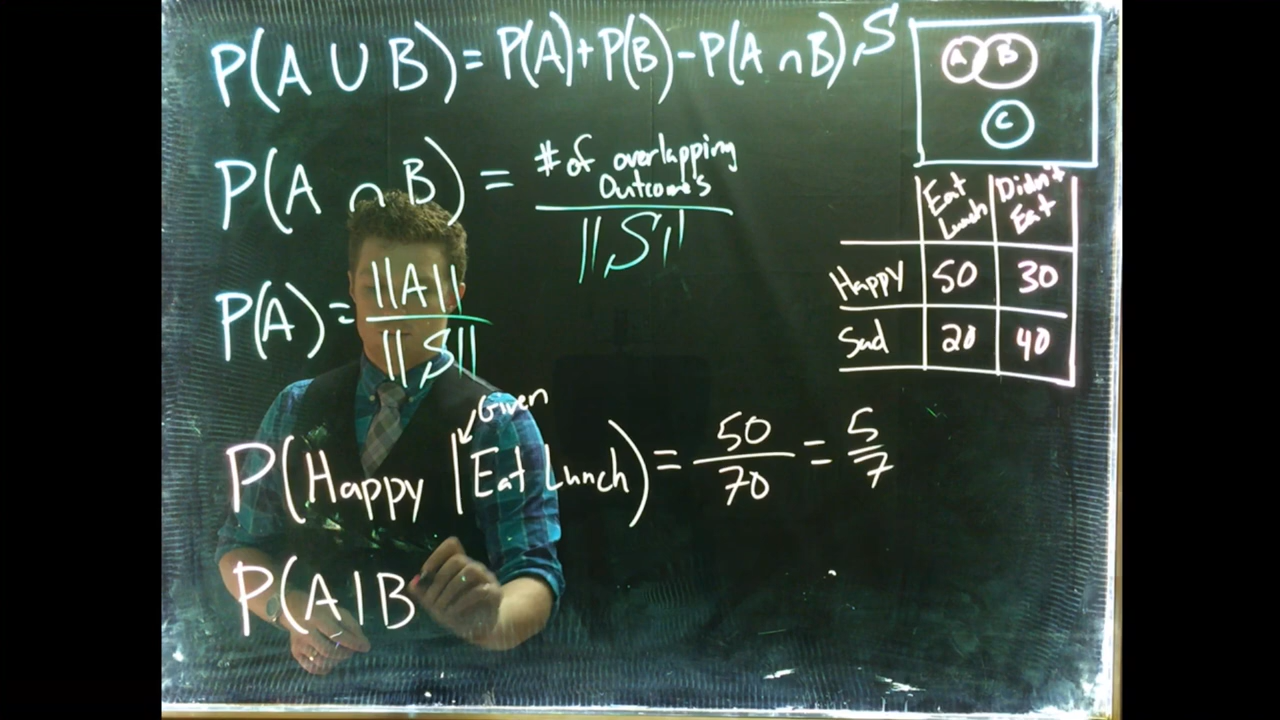 P(A ∪ B) = P(A)+P(B)-P(A ∩ B), S
A B
C
P(A ∩ B) = # of overlapping Outcomes / ||S||
Eat Lunch Didn't Eat
Happy 50 30
Sad 20 40
P(A) = ||A|| / ||S||
Given
P(Happy | Eat Lunch) = 50/70 = 5/7
P(A | B